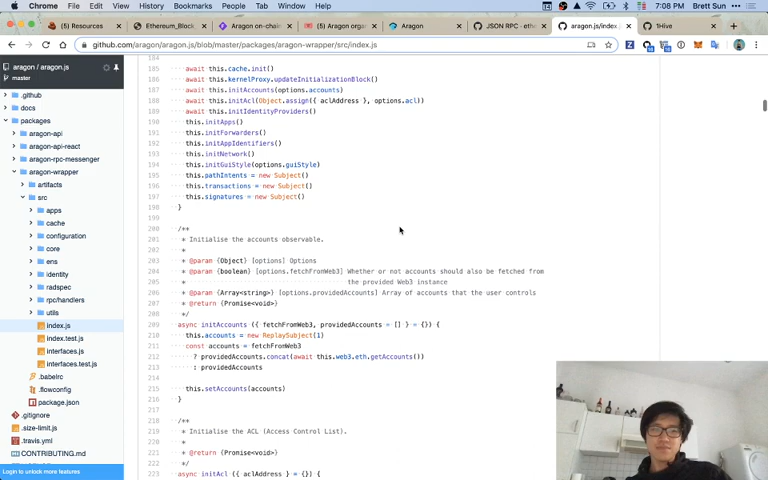 Chrome File Edit View History Bookmarks People Tab Window Help 7:08 PM Brett Sun
(5) Resources Ethereum_Block Aragon on-chain (5) Aragon orga Aragon JSON RPC - ethe aragon.js/index.j 1Hive
github.com/aragon/aragon.js/blob/master/packages/aragon-wrapper/src/index.js
aragon / aragon.js
master
.github
docs
packages
aragon-api
aragon-api-react
aragon-rpc-messenger
aragon-wrapper
artifacts
src
apps
cache
configuration
core
ens
identity
radspec
rpc/handlers
utils
index.js
index.test.js
interfaces.js
interfaces.test.js
.babelrc
.flowconfig
package.json
.gitignore
.size-limit.js
.travis.yml
CONTRIBUTING.md
Login to unlock more features
184
185 await this.cache.init()
186 await this.kernelProxy.updateInitializationBlock()
187 await this.initAccounts(options.accounts)
188 await this.initAcl(Object.assign({ aclAddress }, options.acl))
189 await this.initIdentityProviders()
190 this.initApps()
191 this.initForwarders()
192 this.initAppIdentifiers()
193 this.initNetwork()
194 this.initGuiStyle(options.guiStyle)
195 this.pathIntents = new Subject()
196 this.transactions = new Subject()
197 this.signatures = new Subject()
198 }
199
200 /**
201 * Initialise the accounts observable.
202 *
203 * @param {Object} [options] Options
204 * @param {boolean} [options.fetchFromWeb3] Whether or not accounts should also be fetched from
205 * the provided Web3 instance
206 * @param {Array<string>} [options.providedAccounts] Array of accounts that the user controls
207 * @return {Promise<void>}
208 */
209 async initAccounts ({ fetchFromWeb3, providedAccounts = [] } = {}) {
210 this.accounts = new ReplaySubject(1)
211 const accounts = fetchFromWeb3
212 ? providedAccounts.concat(await this.web3.eth.getAccounts())
213 : providedAccounts
214
215 this.setAccounts(accounts)
216 }
217
218 /**
219 * Initialise the ACL (Access Control List).
220 *
221 * @return {Promise<void>}
222 */
223 async initAcl ({ aclAddress } = {}) {